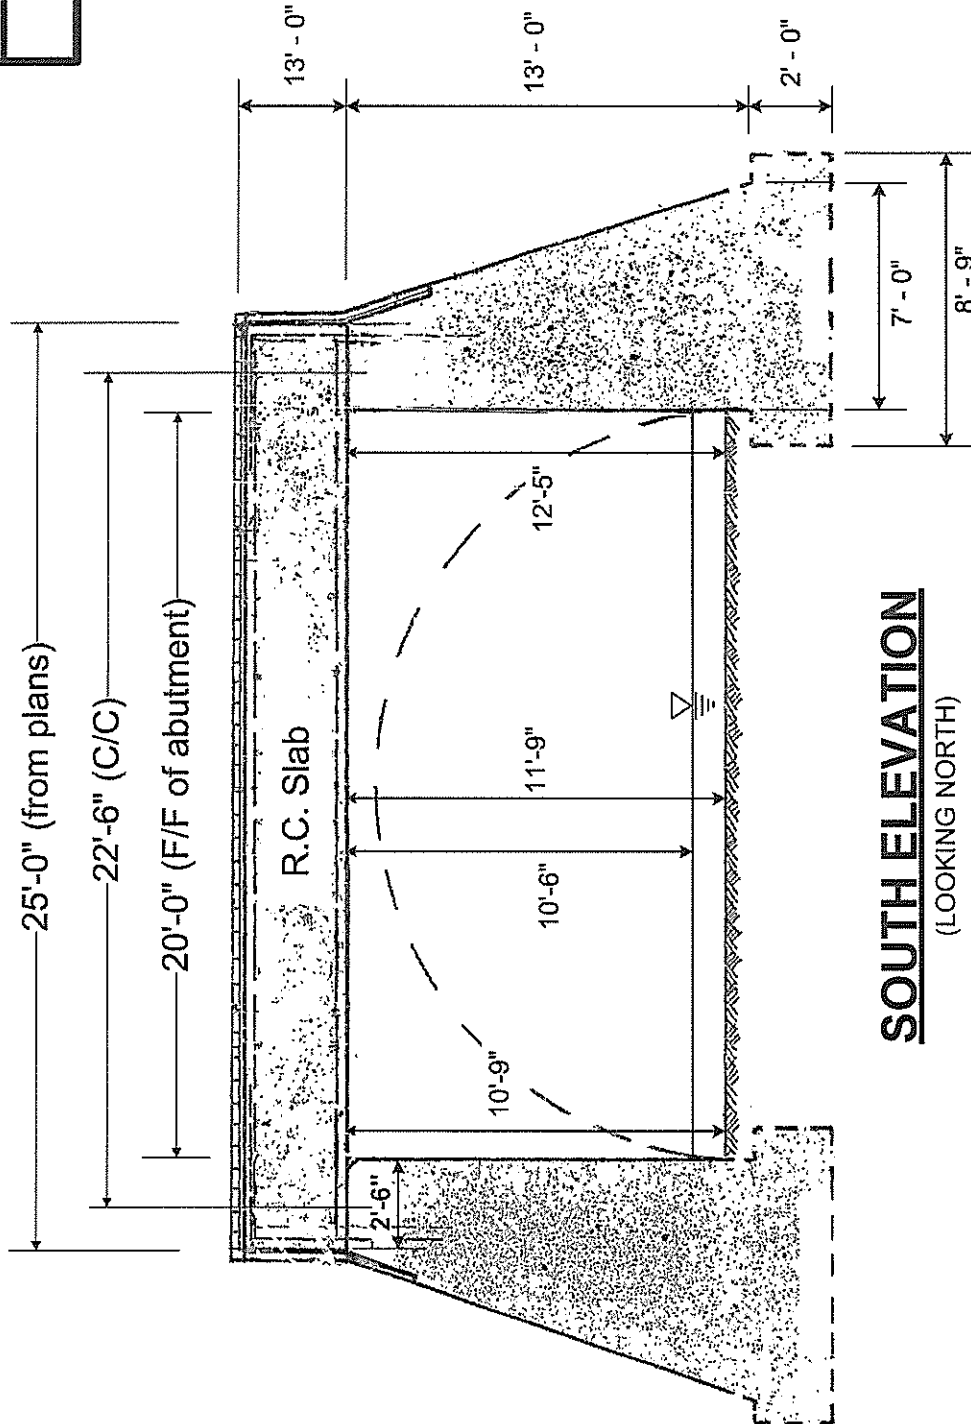 25'-0" (from plans)
22'-6" (C/C)
20'-0" (F/F of abutment)
R.C. Slab
13' - 0"
13' - 0"
2' - 0"
2'-6"
10'-9"
10'-6"
11'-9"
12'-5"
7' - 0"
8' - 9"
SOUTH ELEVATION
(LOOKING NORTH)